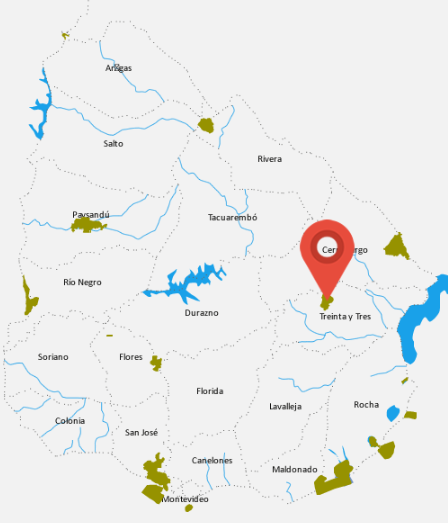 Artigas
Salto
Rivera
Paysandú
Tacuarembó
Río Negro
Durazno
Treinta y Tres
Soriano
Flores
Florida
Lavalleja
Rocha
Colonia
San José
Canelones
Maldonado
Montevideo